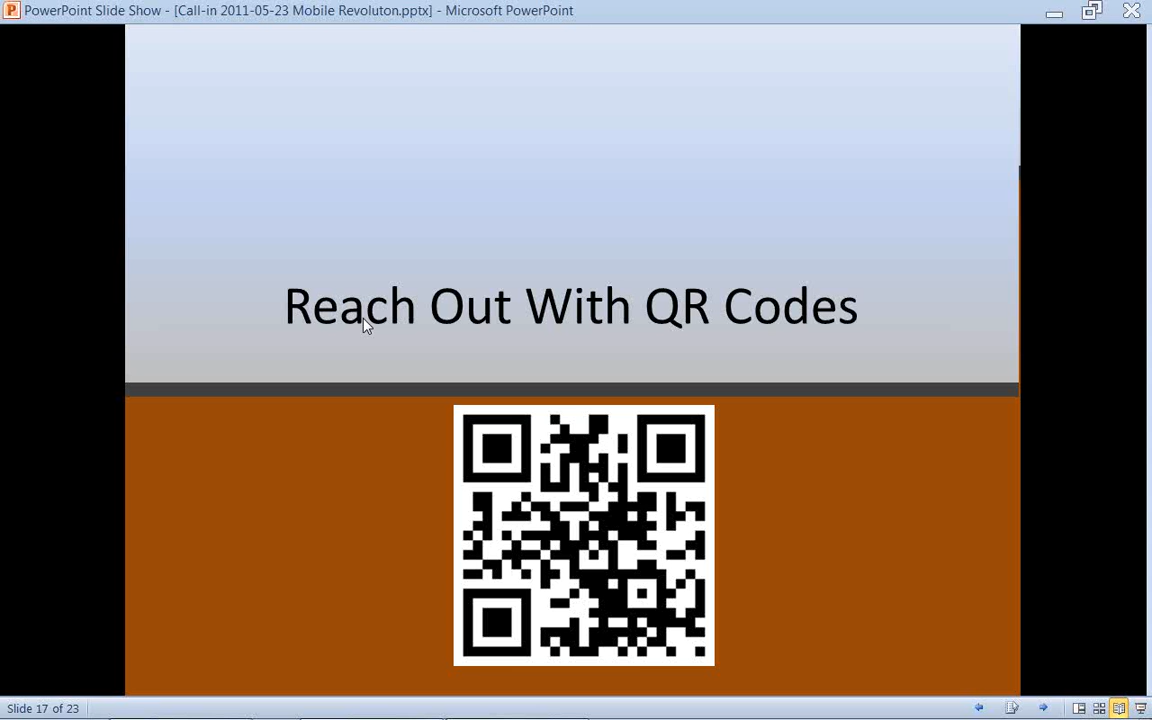 PowerPoint Slide Show - [Call-in 2011-05-23 Mobile Revoluton.pptx] - Microsoft PowerPoint
Reach Out With QR Codes
Slide 17 of 23